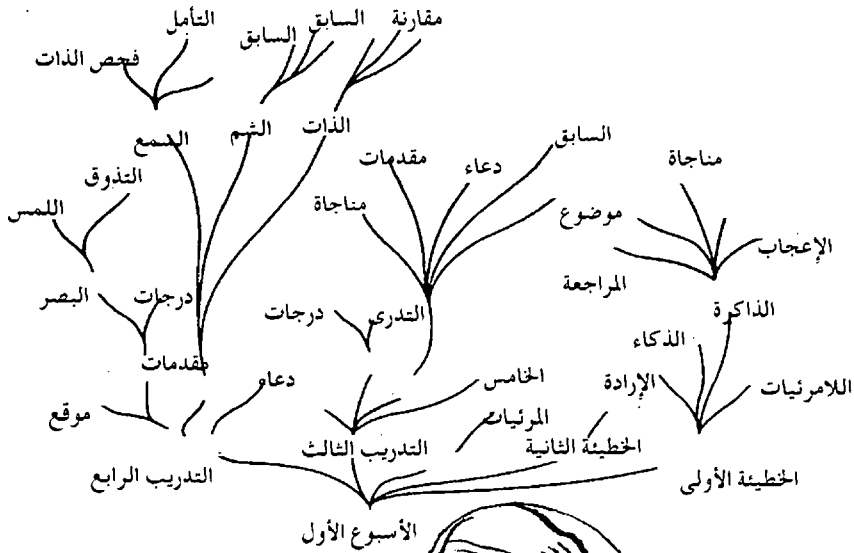 مقارنة
السابق
السابق
التأمل
فحص الذات
الذات
الشم
السمع
السابق
دعاء
مقدمات
مناجاة
مناجاة
موضوع
الإعجاب
المراجعة
التذوق
اللمس
البصر
درجات
درجات
التدرى
الذاكرة
الذكاء
اللامرئيات
الإرادة
الخامس
المرئيات
مقدمات
دعاء
موقع
الخطيئة الأولى
الخطيئة الثانية
التدريب الثالث
التدريب الرابع
الأسبوع الأول